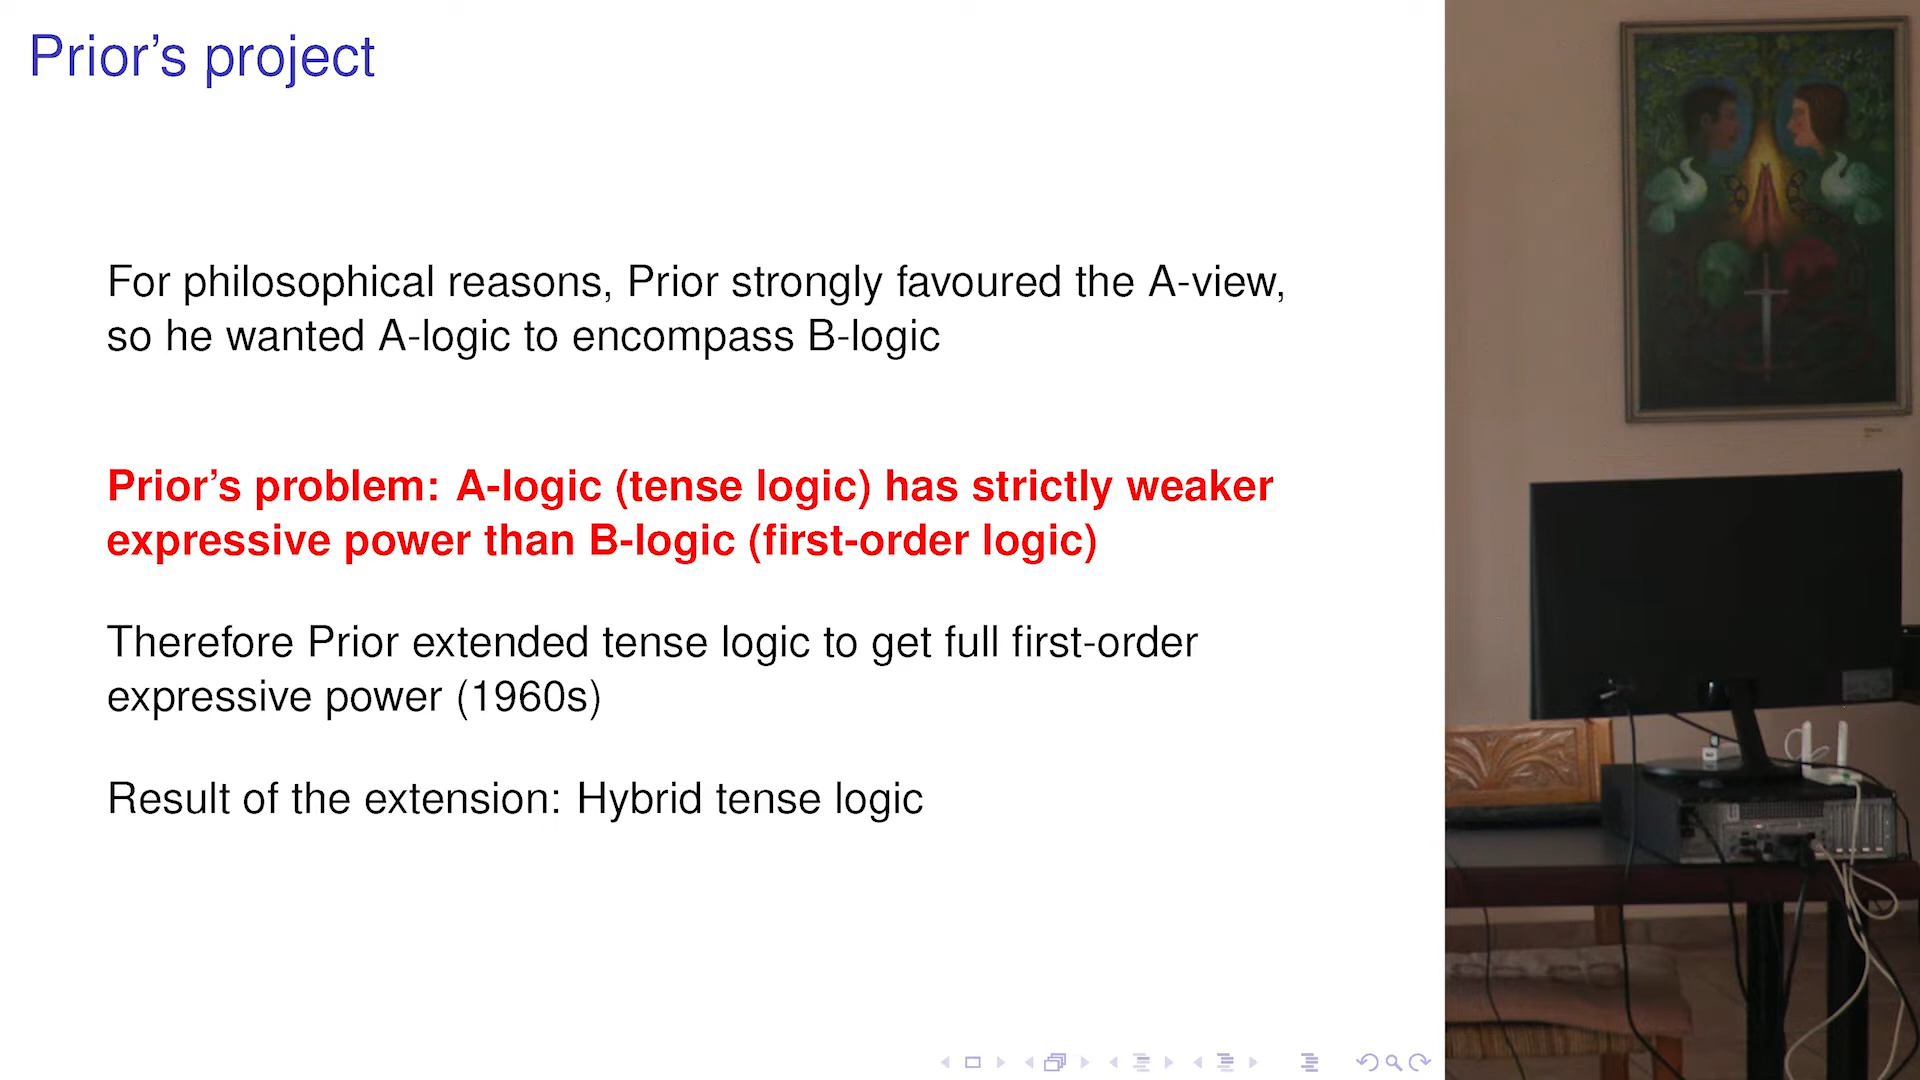 Prior's project
For philosophical reasons, Prior strongly favoured the A-view,
so he wanted A-logic to encompass B-logic
Prior's problem: A-logic (tense logic) has strictly weaker
expressive power than B-logic (first-order logic)
Therefore Prior extended tense logic to get full first-order
expressive power (1960s)
Result of the extension: Hybrid tense logic